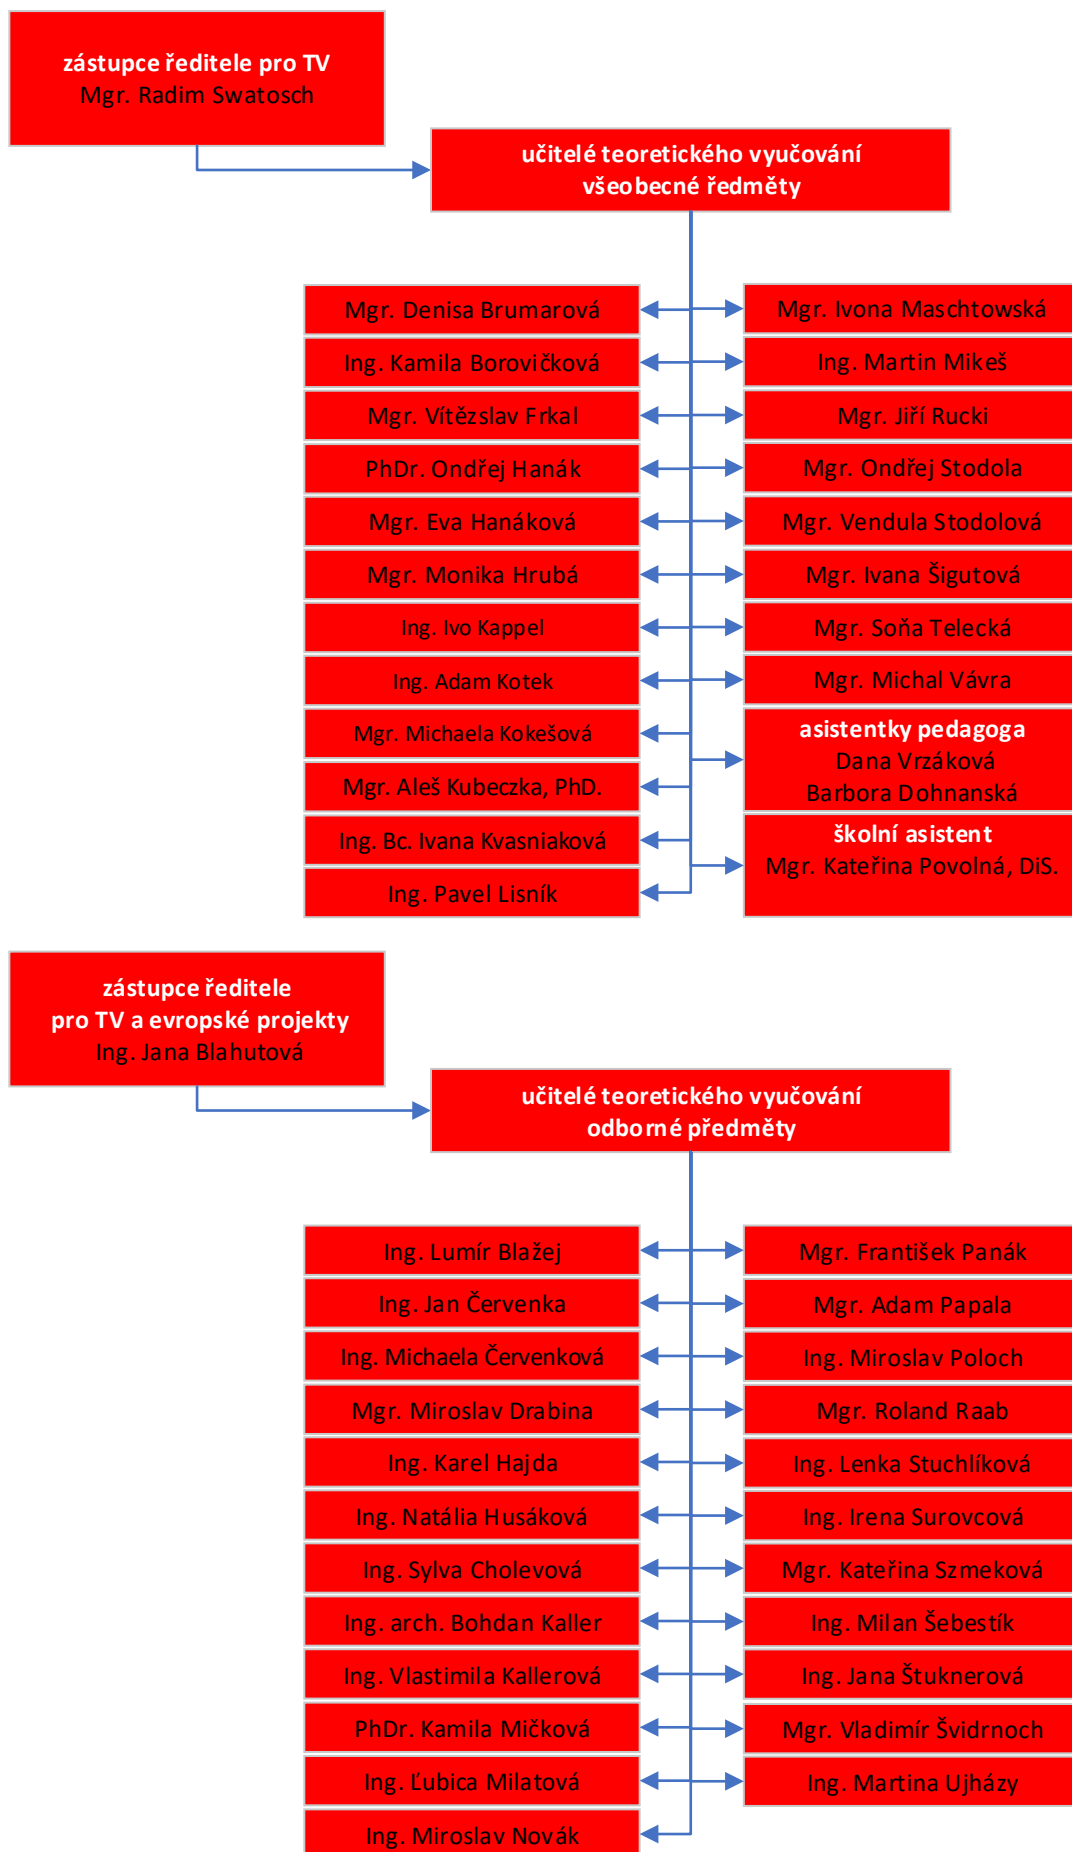 zástupce ředitele pro TV
Mgr. Radim Swatosch
učitelé teoretického vyučování
všeobecné ředměty
Mgr. Denisa Brumarová
Ing. Kamila Borovičková
Mgr. Vítězslav Frkal
PhDr. Ondřej Hanák
Mgr. Eva Hanáková
Mgr. Monika Hrubá
Ing. Ivo Kappel
Ing. Adam Kotek
Mgr. Michaela Kokešová
Mgr. Aleš Kubeczka, PhD.
Ing. Bc. Ivana Kvasniaková
Ing. Pavel Lisník
Mgr. Ivona Maschtowská
Ing. Martin Mikeš
Mgr. Jiří Rucki
Mgr. Ondřej Stodola
Mgr. Vendula Stodolová
Mgr. Ivana Šigutová
Mgr. Soňa Telecká
Mgr. Michal Vávra
asistentky pedagoga
Dana Vrzáková
Barbora Dohnanská
školní asistent
Mgr. Kateřina Povolná, DiS.
zástupce ředitele
pro TV a evropské projekty
Ing. Jana Blahutová
učitelé teoretického vyučování
odborné předměty
Ing. Lumír Blažej
Ing. Jan Červenka
Ing. Michaela Červenková
Mgr. Miroslav Drabina
Ing. Karel Hajda
Ing. Natália Husáková
Ing. Sylva Cholevová
Ing. arch. Bohdan Kaller
Ing. Vlastimila Kallerová
PhDr. Kamila Mičková
Ing. Ľubica Milatová
Ing. Miroslav Novák
Mgr. František Panák
Mgr. Adam Papala
Ing. Miroslav Poloch
Mgr. Roland Raab
Ing. Lenka Stuchlíková
Ing. Irena Surovcová
Mgr. Kateřina Szmeková
Ing. Milan Šebestík
Ing. Jana Štuknerová
Mgr. Vladimír Švidrnoch
Ing. Martina Ujházy